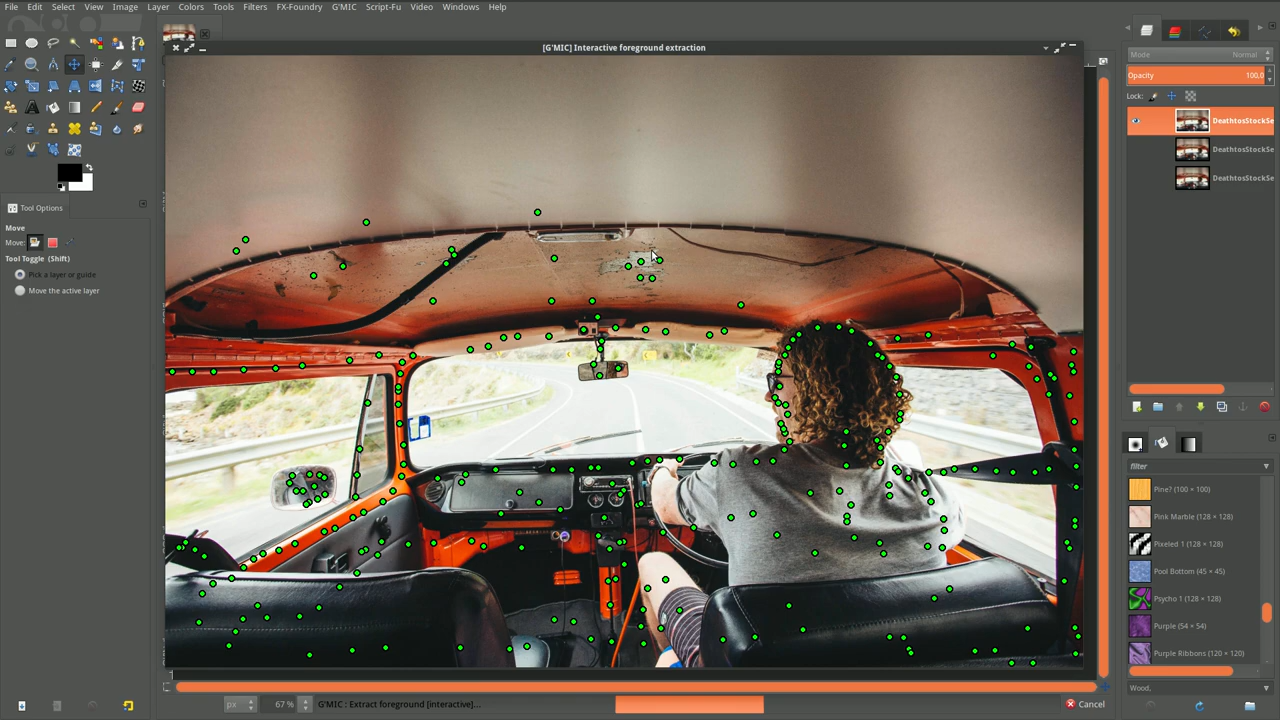 File Edit Select View Image Layer Colors Tools Filters FX-Foundry G'MIC Script-Fu Video Windows Help
[G'MIC] Interactive foreground extraction
Mode Normal
Opacity 100,0
Lock:
DeathtosStockSe
DeathtosStockSe
DeathtosStockSe
Tool Options
Move
Move:
Tool Toggle (Shift)
Pick a layer or guide
Move the active layer
filter
Pine? (100 × 100)
Pink Marble (128 × 128)
Pixeled 1 (128 × 128)
Pool Bottom (45 × 45)
Psycho 1 (128 × 128)
Purple (54 × 54)
Purple Ribbons (120 × 120)
Wood,
px 67 % G'MIC : Extract foreground [interactive]... Cancel